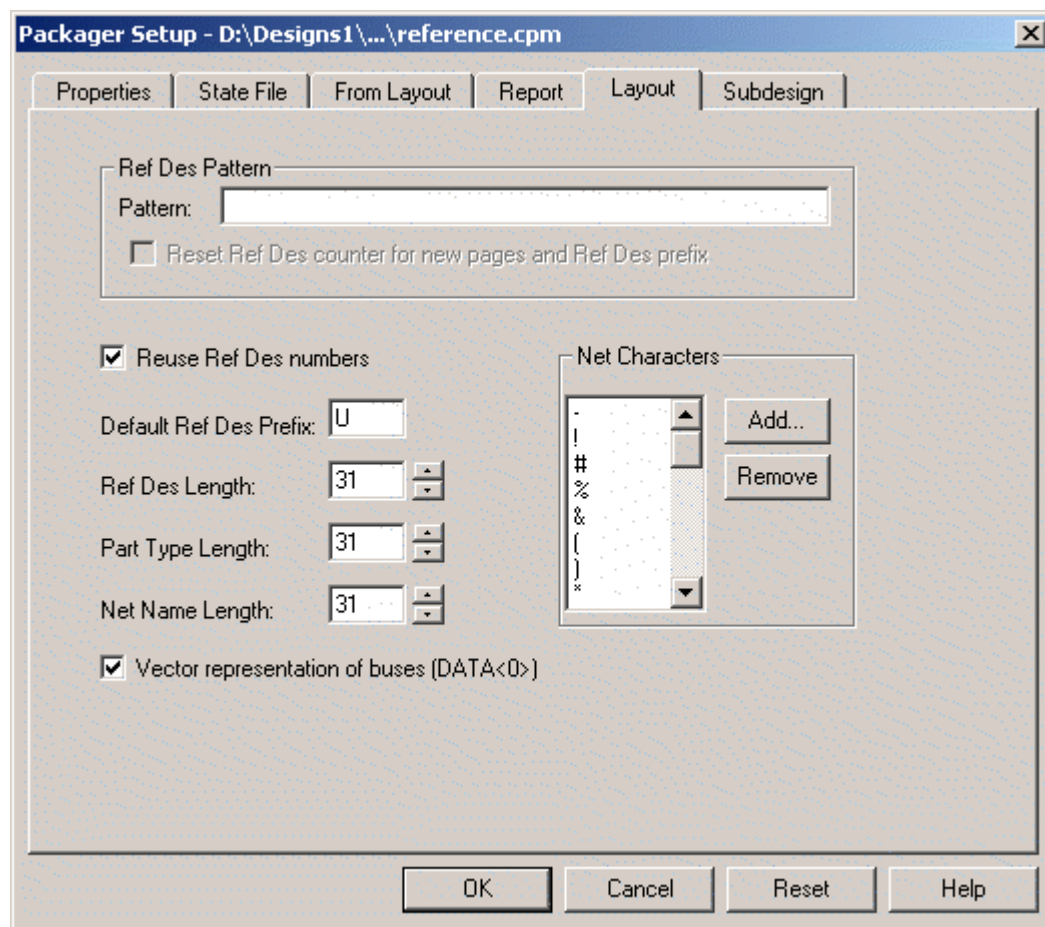 Packager Setup - D:\Designs1\...\reference.cpm
Properties State File From Layout Report Layout Subdesign
Ref Des Pattern
Pattern:
Reset Ref Des counter for new pages and Ref Des prefix
Reuse Ref Des numbers
Default Ref Des Prefix: U
Ref Des Length: 31
Part Type Length: 31
Net Name Length: 31
Vector representation of buses (DATA<0>)
Net Characters
-
!
#
%
&
(
)
*
Add...
Remove
OK Cancel Reset Help